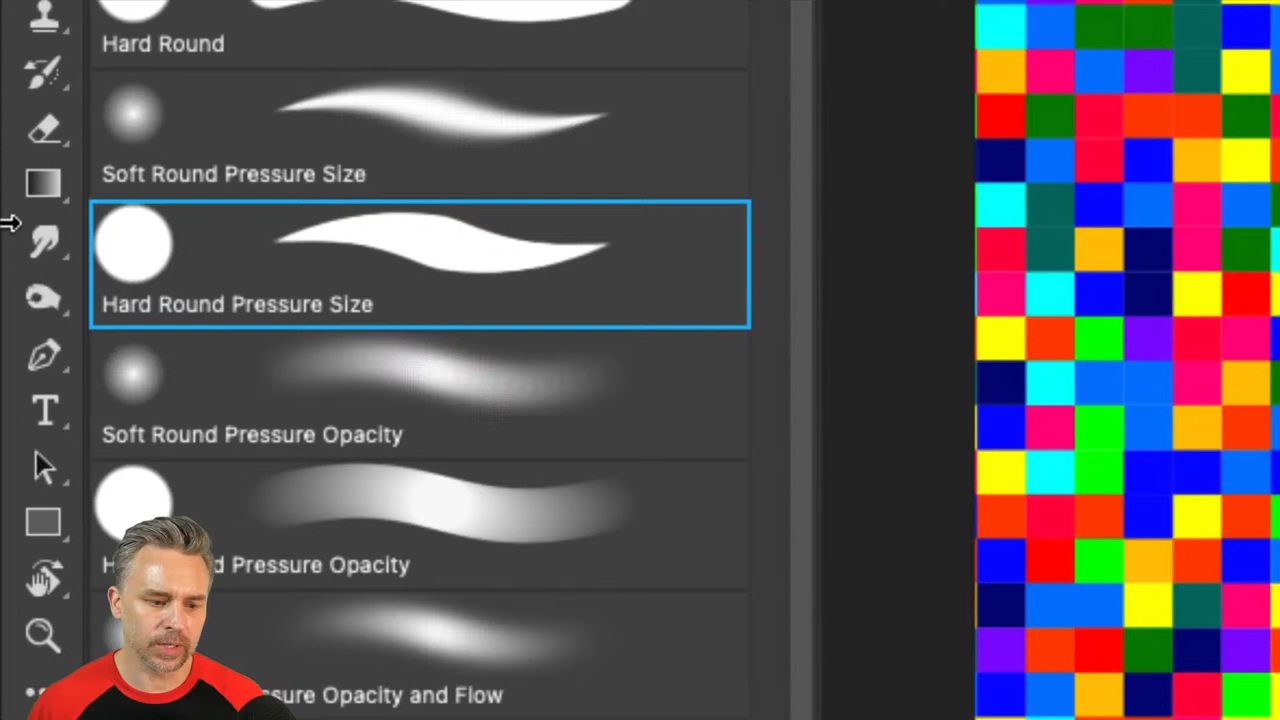 Hard Round
Soft Round Pressure Size
Hard Round Pressure Size
Soft Round Pressure Opacity
T
Pressure Opacity
Opacity and Flow